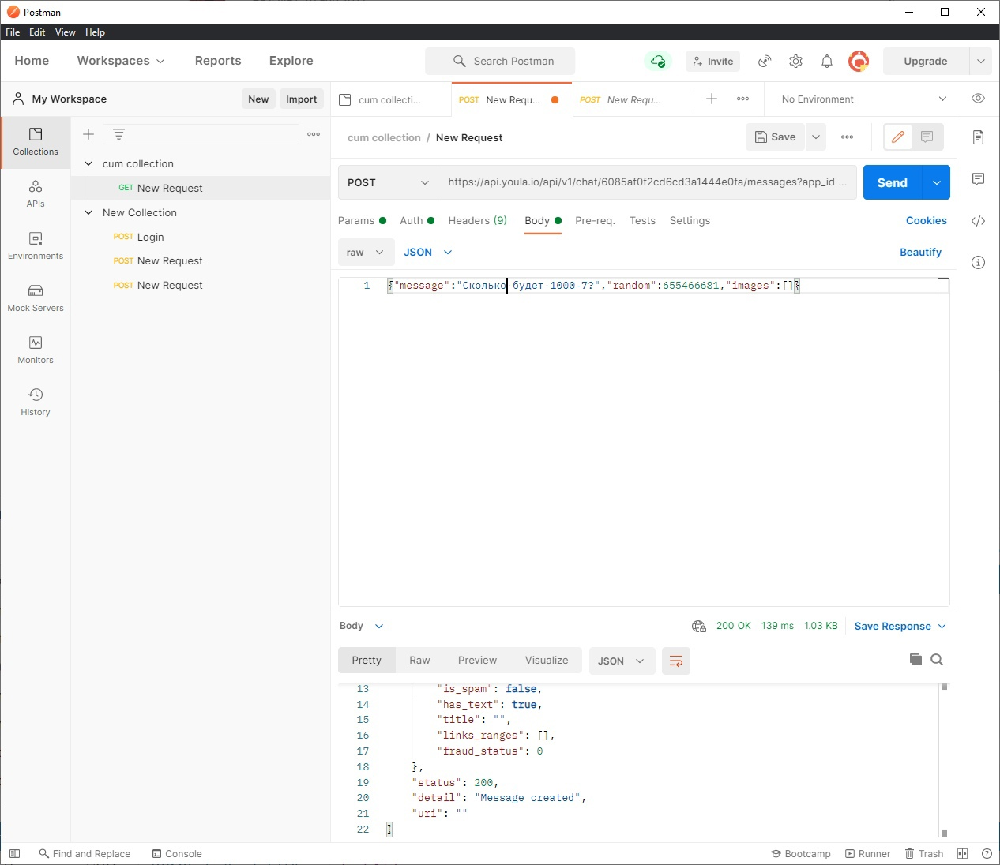 Postman
File Edit View Help
Home Workspaces Reports Explore Search Postman Invite Upgrade
My Workspace New Import
cum collecti... POST New Requ... POST New Requ... No Environment
Collections
APIs
Environments
Mock Servers
Monitors
History
cum collection
GET New Request
New Collection
POST Login
POST New Request
POST New Request
cum collection / New Request Save
POST https://api.youla.io/api/v1/chat/6085af0f2cd6cd3a1444e0fa/messages?app_id ... Send
Params Auth Headers (9) Body Pre-req. Tests Settings Cookies
raw JSON Beautify
1 {"message":"Сколько будет 1000-7?","random":655466681,"images":[]}
Body 200 OK 139 ms 1.03 KB Save Response
Pretty Raw Preview Visualize JSON
13 "is_spam": false,
14 "has_text": true,
15 "title": "",
16 "links_ranges": [],
17 "fraud_status": 0
18 },
19 "status": 200,
20 "detail": "Message created",
21 "uri": ""
22 }
Find and Replace Console Bootcamp Runner Trash